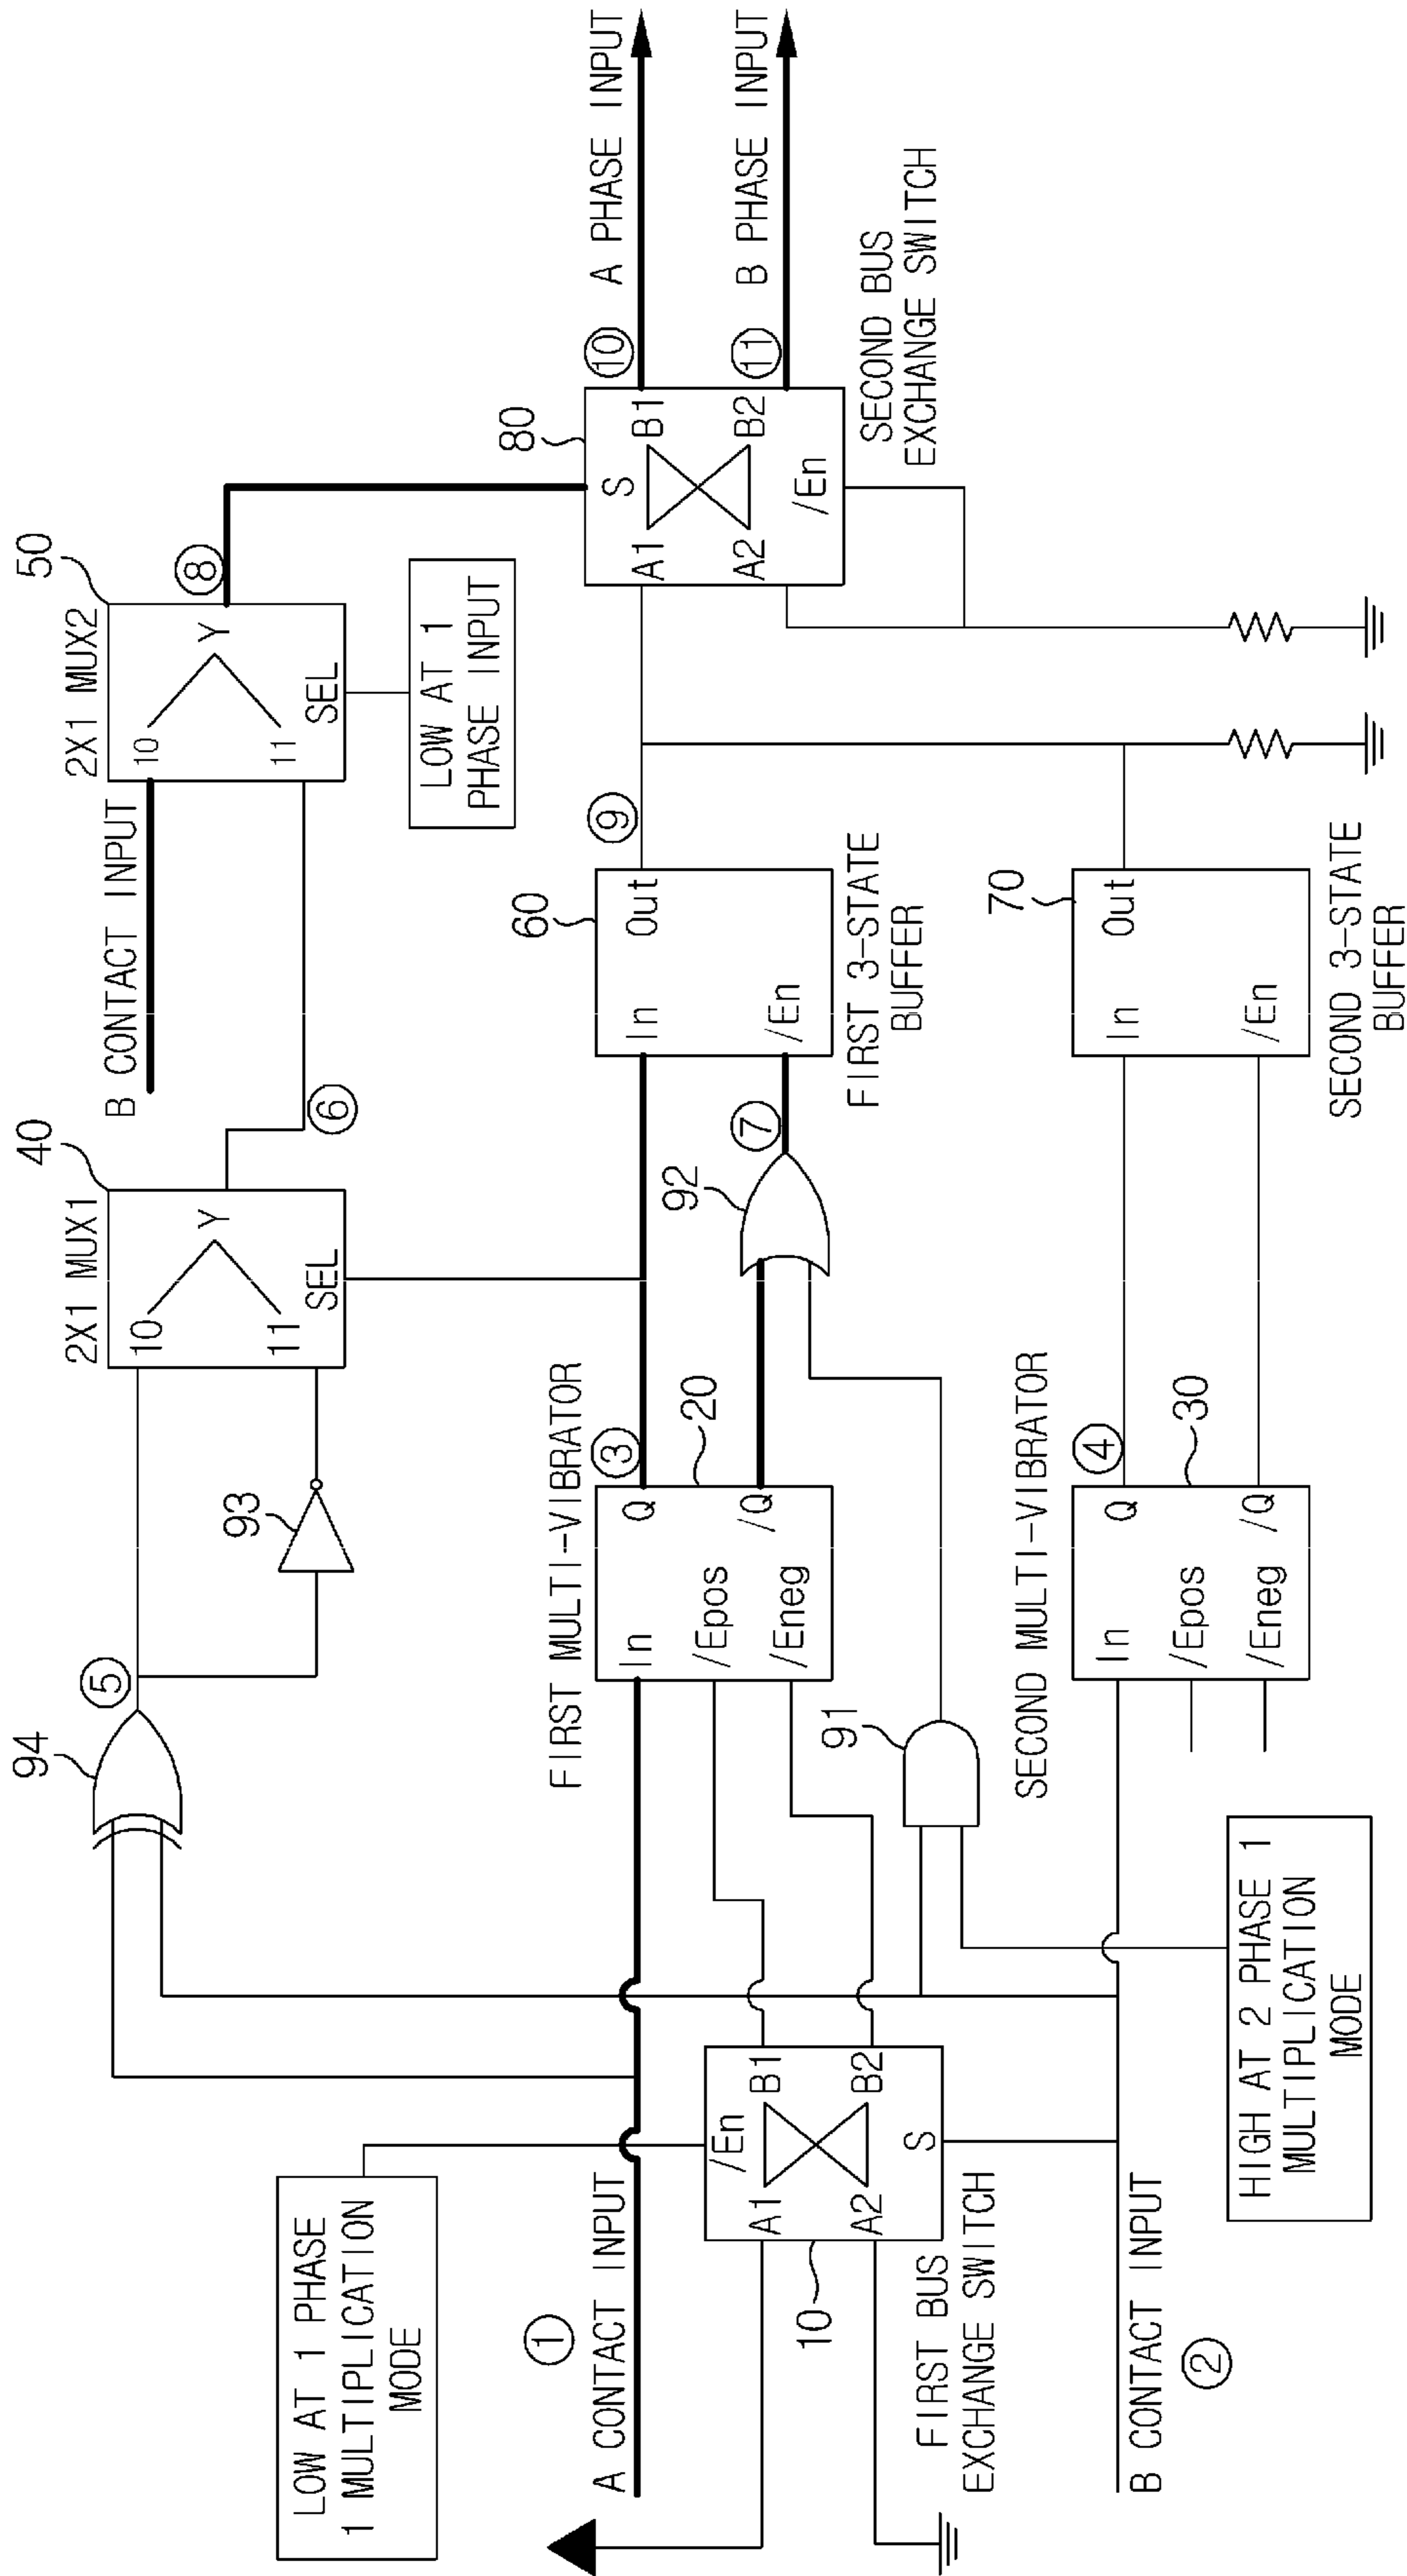 94
5
93
2X1 MUX1
40
10
11
Y
SEL
6
B CONTACT INPUT
2X1 MUX2
50
10
11
Y
SEL
8
LOW AT 1
PHASE INPUT
LOW AT 1 PHASE
1 MULTIPLICATION
MODE
1
A CONTACT INPUT
/En
A1
B1
A2
B2
S
10
FIRST BUS
EXCHANGE SWITCH
B CONTACT INPUT
2
FIRST MULTI-VIBRATOR
3
20
In
Q
/Epos
/Eneg
/Q
91
92
7
SECOND MULTI-VIBRATOR
4
30
In
Q
/Epos
/Eneg
/Q
HIGH AT 2 PHASE 1
MULTIPLICATION
MODE
60
In
Out
/En
9
FIRST 3-STATE
BUFFER
70
In
Out
/En
SECOND 3-STATE
BUFFER
80
S
A1
B1
A2
B2
/En
SECOND BUS
EXCHANGE SWITCH
10
A PHASE INPUT
11
B PHASE INPUT